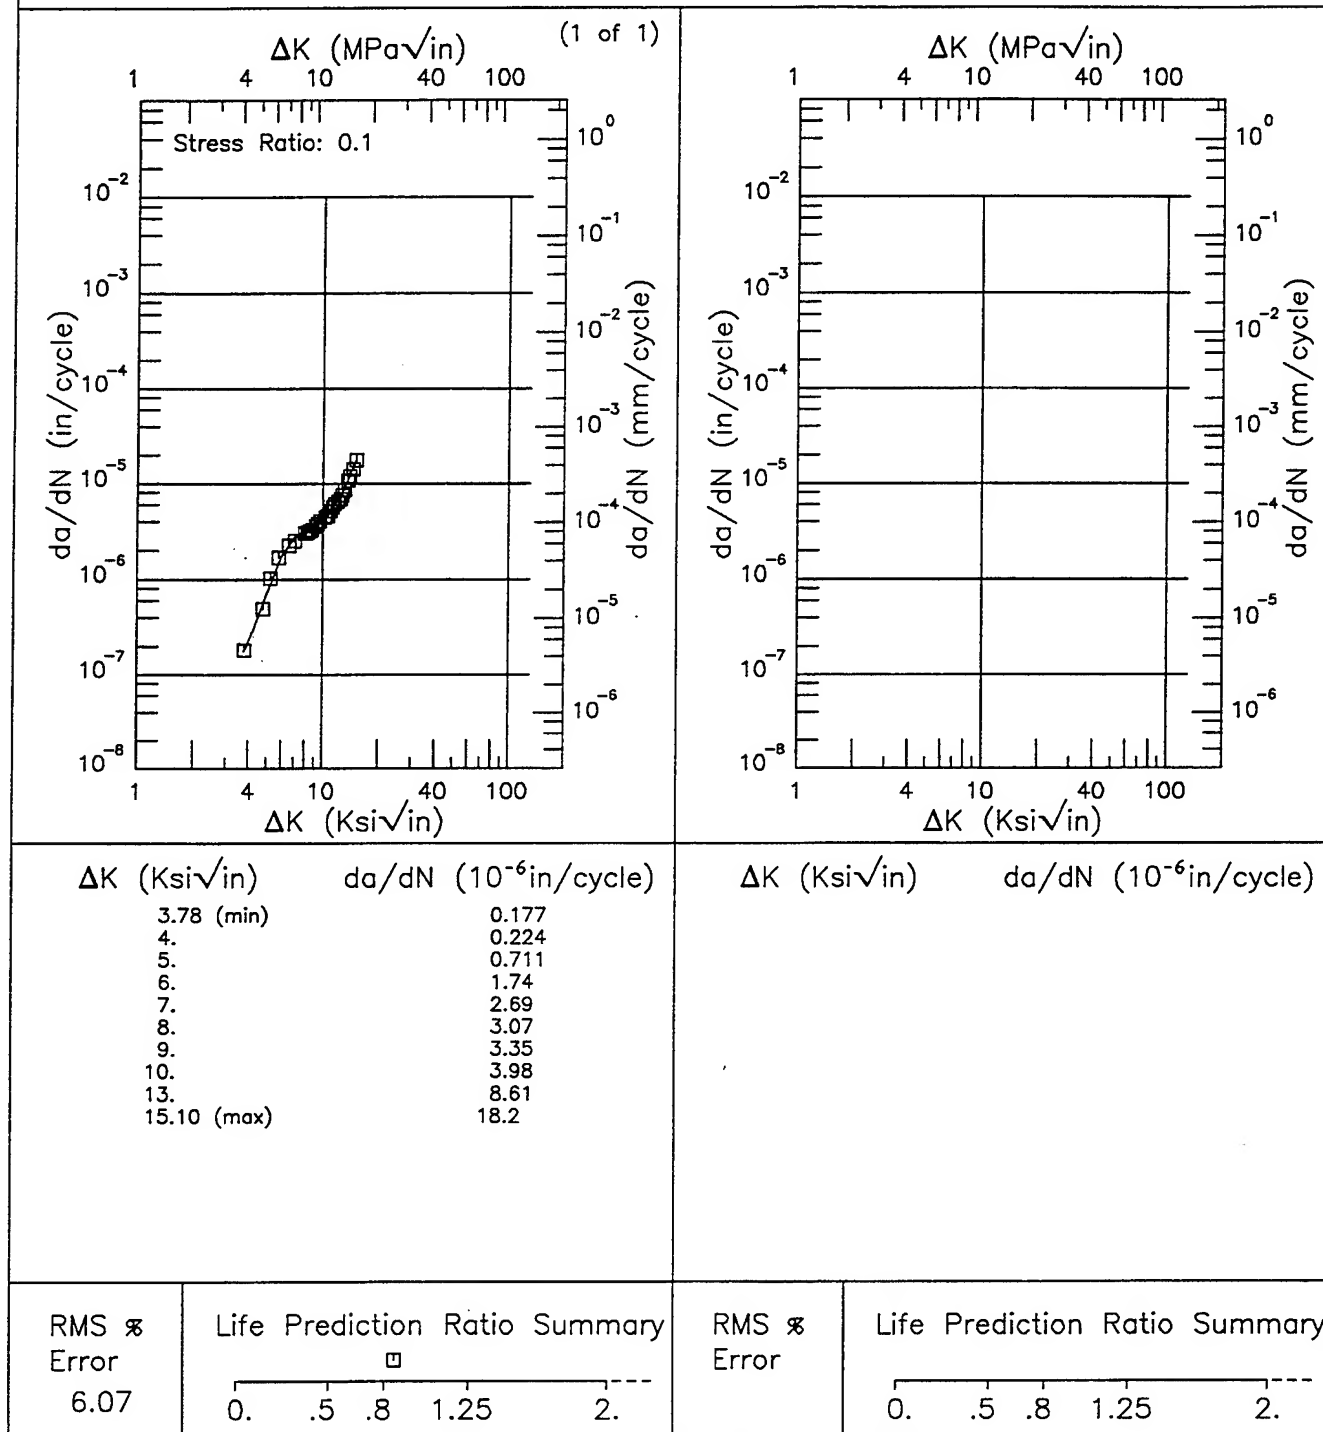 (1 of 1)
ΔK (MPa√in)
1 4 10 40 100
Stress Ratio: 0.1
10⁻²
10⁻³
10⁻⁴
10⁻⁵
10⁻⁶
10⁻⁷
10⁻⁸
da/dN (in/cycle)
10⁰
10⁻¹
10⁻²
10⁻³
10⁻⁴
10⁻⁵
10⁻⁶
da/dN (mm/cycle)
1 4 10 40 100
ΔK (Ksi√in)
ΔK (MPa√in)
1 4 10 40 100
10⁻²
10⁻³
10⁻⁴
10⁻⁵
10⁻⁶
10⁻⁷
10⁻⁸
da/dN (in/cycle)
10⁰
10⁻¹
10⁻²
10⁻³
10⁻⁴
10⁻⁵
10⁻⁶
da/dN (mm/cycle)
1 4 10 40 100
ΔK (Ksi√in)
ΔK (Ksi√in) da/dN (10⁻⁶in/cycle)
3.78 (min) 0.177
4. 0.224
5. 0.711
6. 1.74
7. 2.69
8. 3.07
9. 3.35
10. 3.98
13. 8.61
15.10 (max) 18.2
ΔK (Ksi√in) da/dN (10⁻⁶in/cycle)
RMS %
Error
6.07
Life Prediction Ratio Summary
0. .5 .8 1.25 2.
RMS %
Error
Life Prediction Ratio Summary
0. .5 .8 1.25 2.